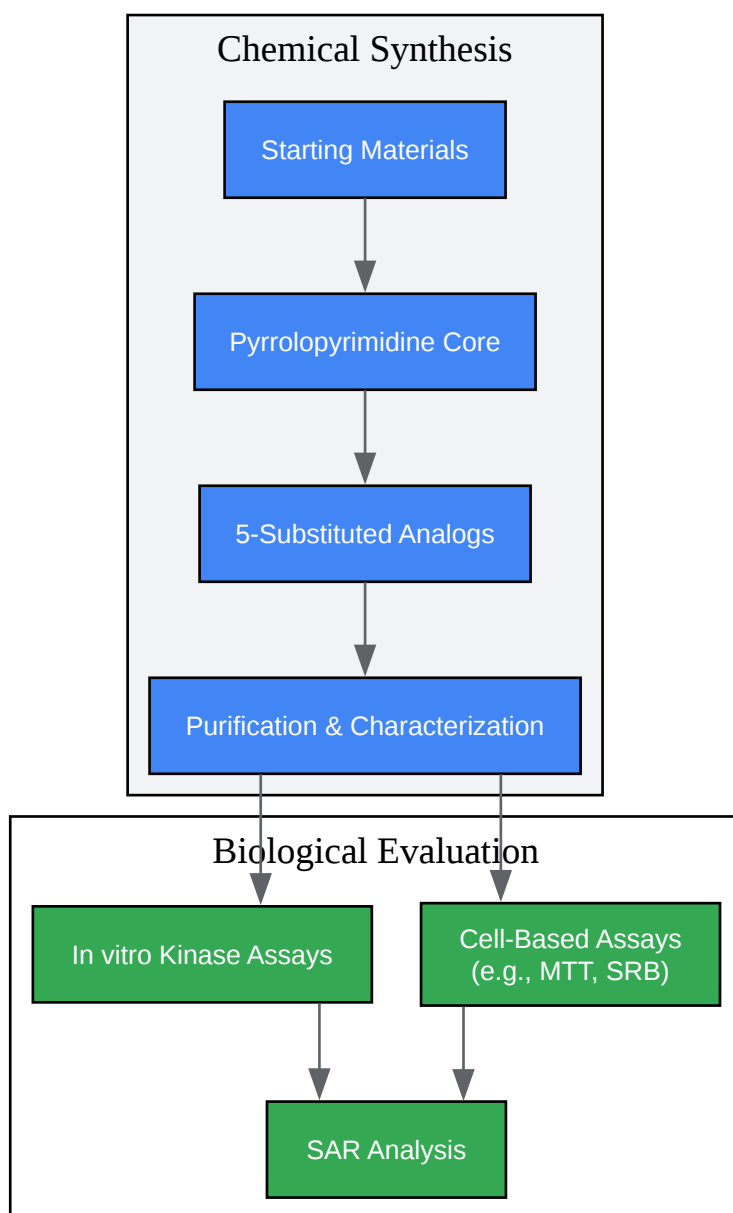 Chemical Synthesis
Starting Materials
Pyrrolopyrimidine Core
5-Substituted Analogs
Purification & Characterization
Biological Evaluation
In vitro Kinase Assays
Cell-Based Assays
(e.g., MTT, SRB)
SAR Analysis